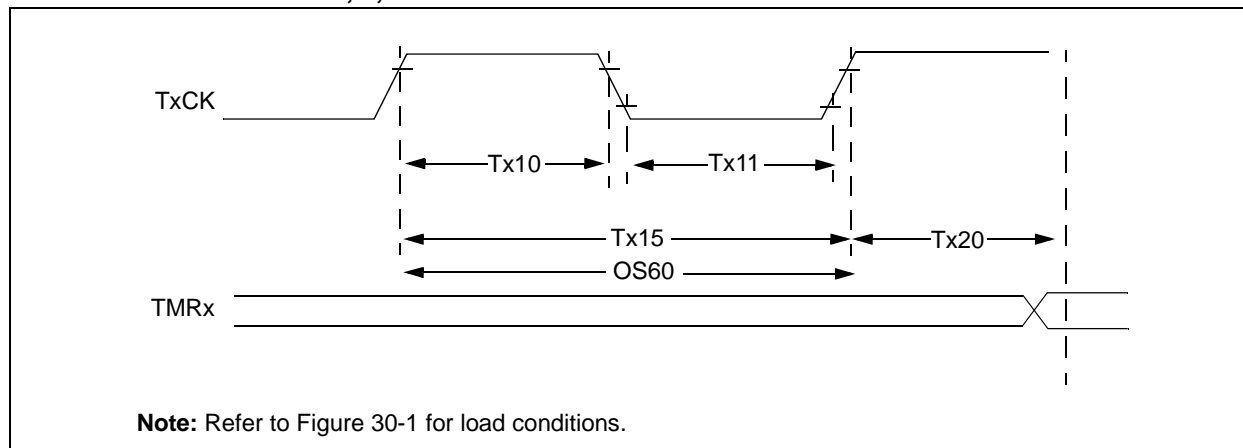 TxCK
Tx10
Tx11
Tx15
Tx20
OS60
TMRx
Note: Refer to Figure 30-1 for load conditions.